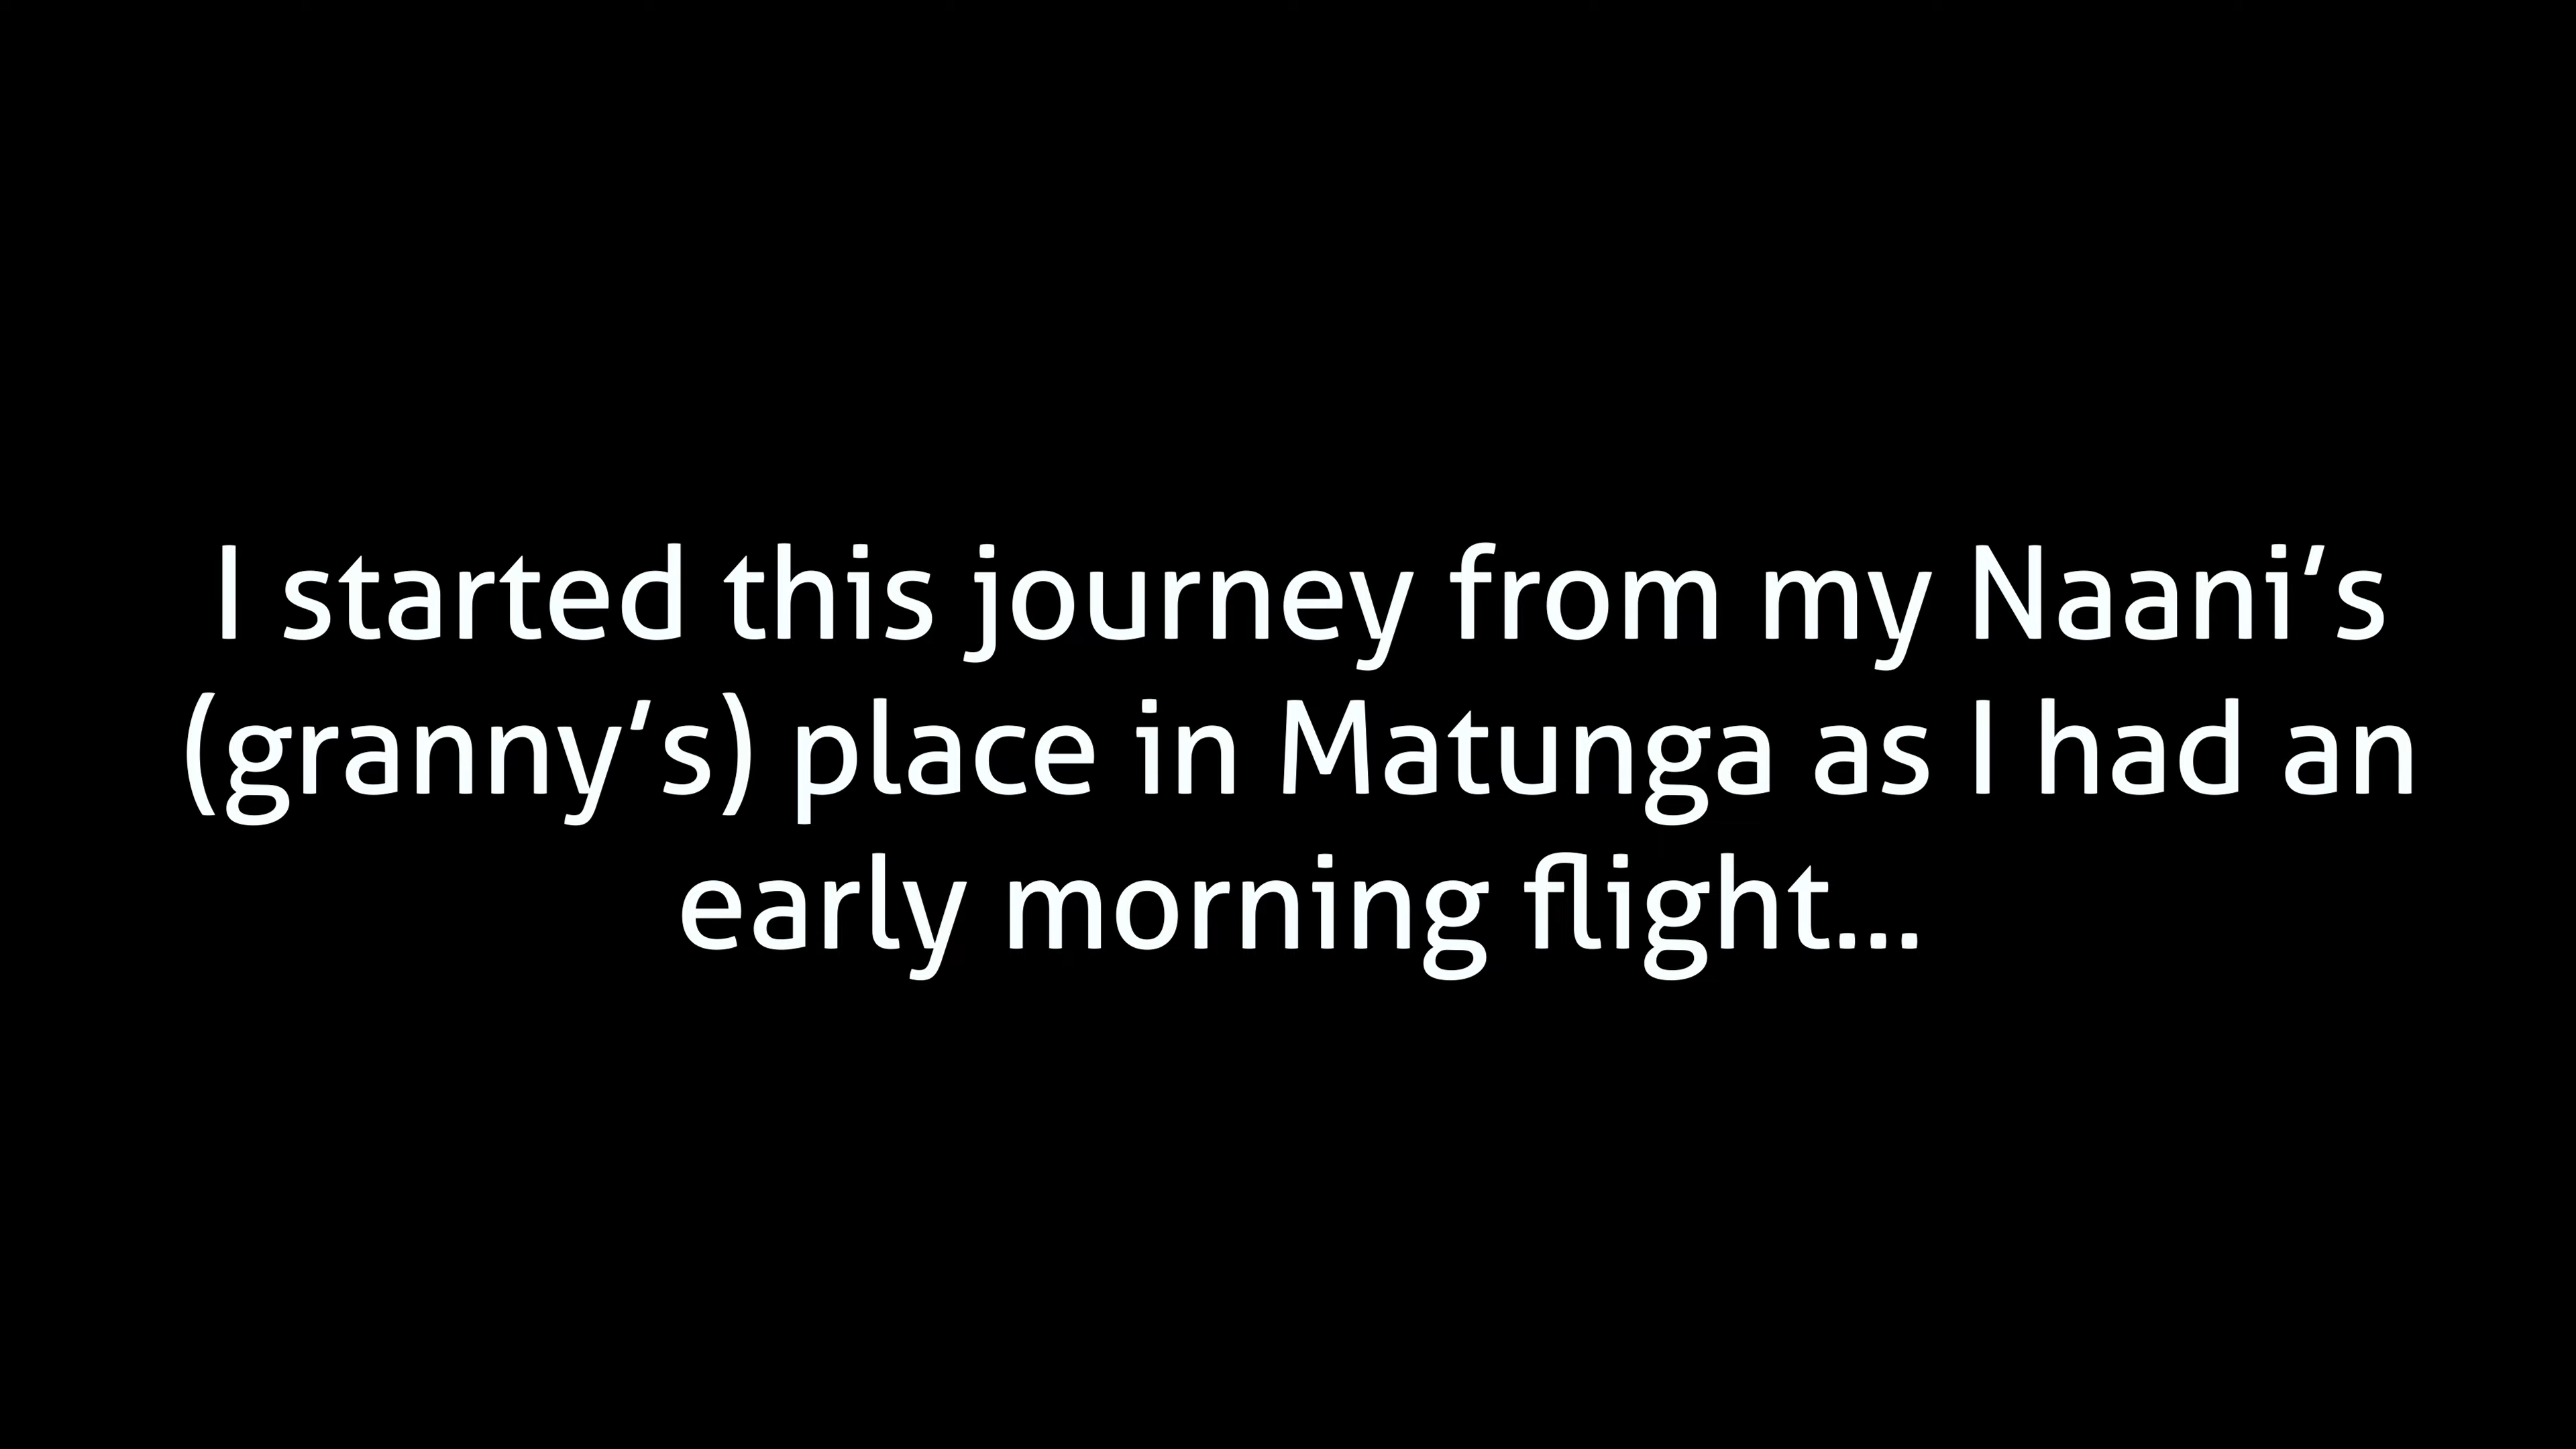 I started this journey from my Naani’s
(granny’s) place in Matunga as I had an
early morning flight...